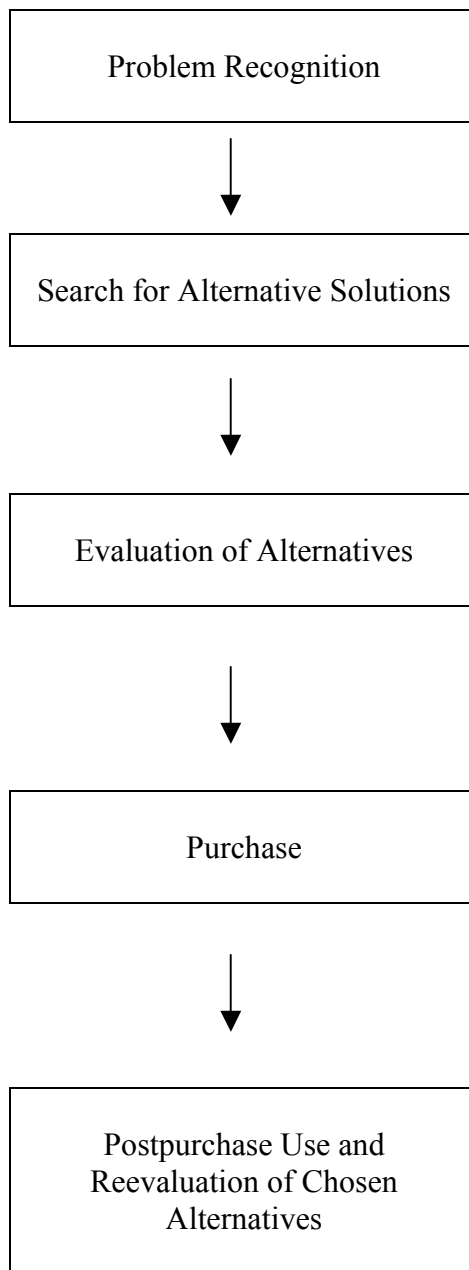 Problem Recognition
Search for Alternative Solutions
Evaluation of Alternatives
Purchase
Postpurchase Use and
Reevaluation of Chosen
Alternatives